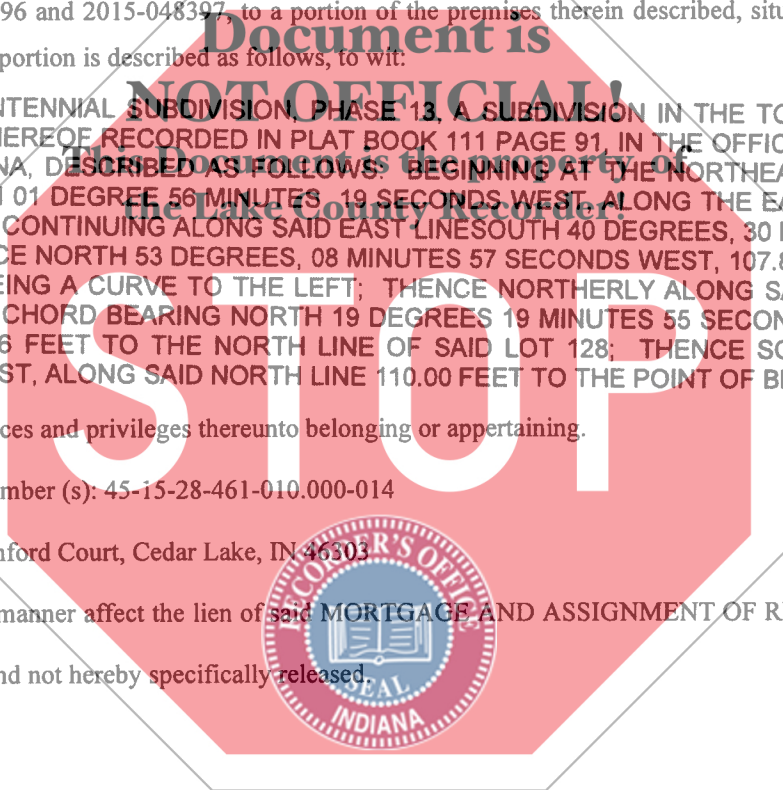 96 and 2015-048397, to a portion of the premises therein described, situ
Document is
portion is described as follows, to wit:
NOT OFFICIAL!
NTENNIAL SUBDIVISION, PHASE 13, A SUBDIVISION IN THE TO
HEREOF RECORDED IN PLAT BOOK 111 PAGE 91, IN THE OFFIC
This Document is the property of
NA, DESCRIBED AS FOLLOWS: BEGINNING AT THE NORTHEA
01 DEGREE 56 MINUTES 19 SECONDS WEST, ALONG THE EA
the Lake County Recorder!
CONTINUING ALONG SAID EAST LINESOUTH 40 DEGREES, 30
CE NORTH 53 DEGREES, 08 MINUTES 57 SECONDS WEST, 107.8
EING A CURVE TO THE LEFT; THENCE NORTHERLY ALONG SA
CHORD BEARING NORTH 19 DEGREES 19 MINUTES 55 SECON
6 FEET TO THE NORTH LINE OF SAID LOT 128; THENCE SO
ST, ALONG SAID NORTH LINE 110.00 FEET TO THE POINT OF BE
STOP
ces and privileges thereunto belonging or appertaining.
mber (s): 45-15-28-461-010.000-014
nford Court, Cedar Lake, IN 46303
RECORDER'S OFFICE
manner affect the lien of said MORTGAGE AND ASSIGNMENT OF R
nd not hereby specifically released.
SEAL
INDIANA